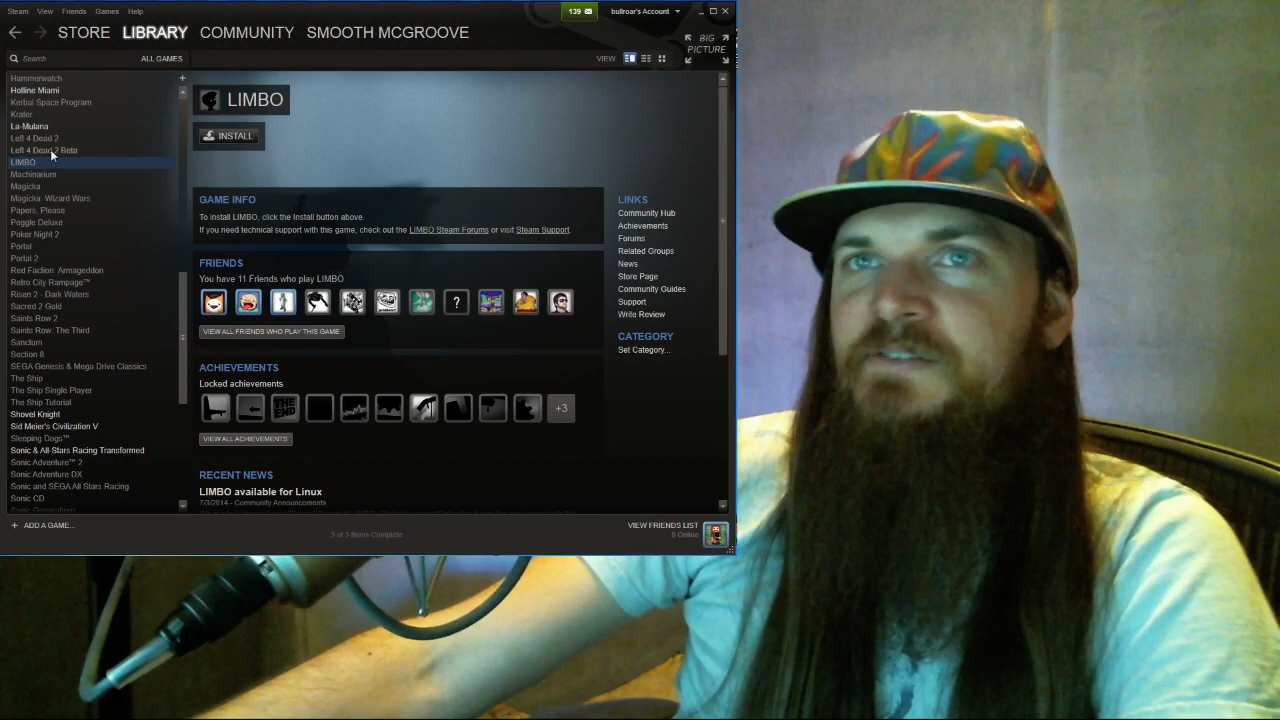 Steam View Friends Games Help
139
bullroar's Account
STORE LIBRARY COMMUNITY SMOOTH MCGROOVE
BIG PICTURE
Search
ALL GAMES
VIEW
Hammerwatch
Hotline Miami
Kerbal Space Program
Krater
La-Mulana
Left 4 Dead 2
Left 4 Dead 2 Beta
LIMBO
Machinarium
Magicka
Magicka: Wizard Wars
Papers, Please
Peggle Deluxe
Poker Night 2
Portal
Portal 2
Red Faction: Armageddon
Retro City Rampage™
Risen 2 - Dark Waters
Sacred 2 Gold
Saints Row 2
Saints Row: The Third
Sanctum
Section 8
SEGA Genesis & Mega Drive Classics
The Ship
The Ship Single Player
The Ship Tutorial
Shovel Knight
Sid Meier's Civilization V
Sleeping Dogs™
Sonic & All-Stars Racing Transformed
Sonic Adventure™ 2
Sonic Adventure DX
Sonic and SEGA All Stars Racing
Sonic CD
Sonic Generations
LIMBO
INSTALL
GAME INFO
To install LIMBO, click the Install button above.
If you need technical support with this game, check out the LIMBO Steam Forums or visit Steam Support.
FRIENDS
You have 11 Friends who play LIMBO
?
VIEW ALL FRIENDS WHO PLAY THIS GAME
ACHIEVEMENTS
Locked achievements
THE END
+3
VIEW ALL ACHIEVEMENTS
RECENT NEWS
LIMBO available for Linux
7/3/2014 - Community Announcements
LINKS
Community Hub
Achievements
Forums
Related Groups
News
Store Page
Community Guides
Support
Write Review
CATEGORY
Set Category...
+ ADD A GAME...
3 of 3 Items Complete
VIEW FRIENDS LIST
6 Online